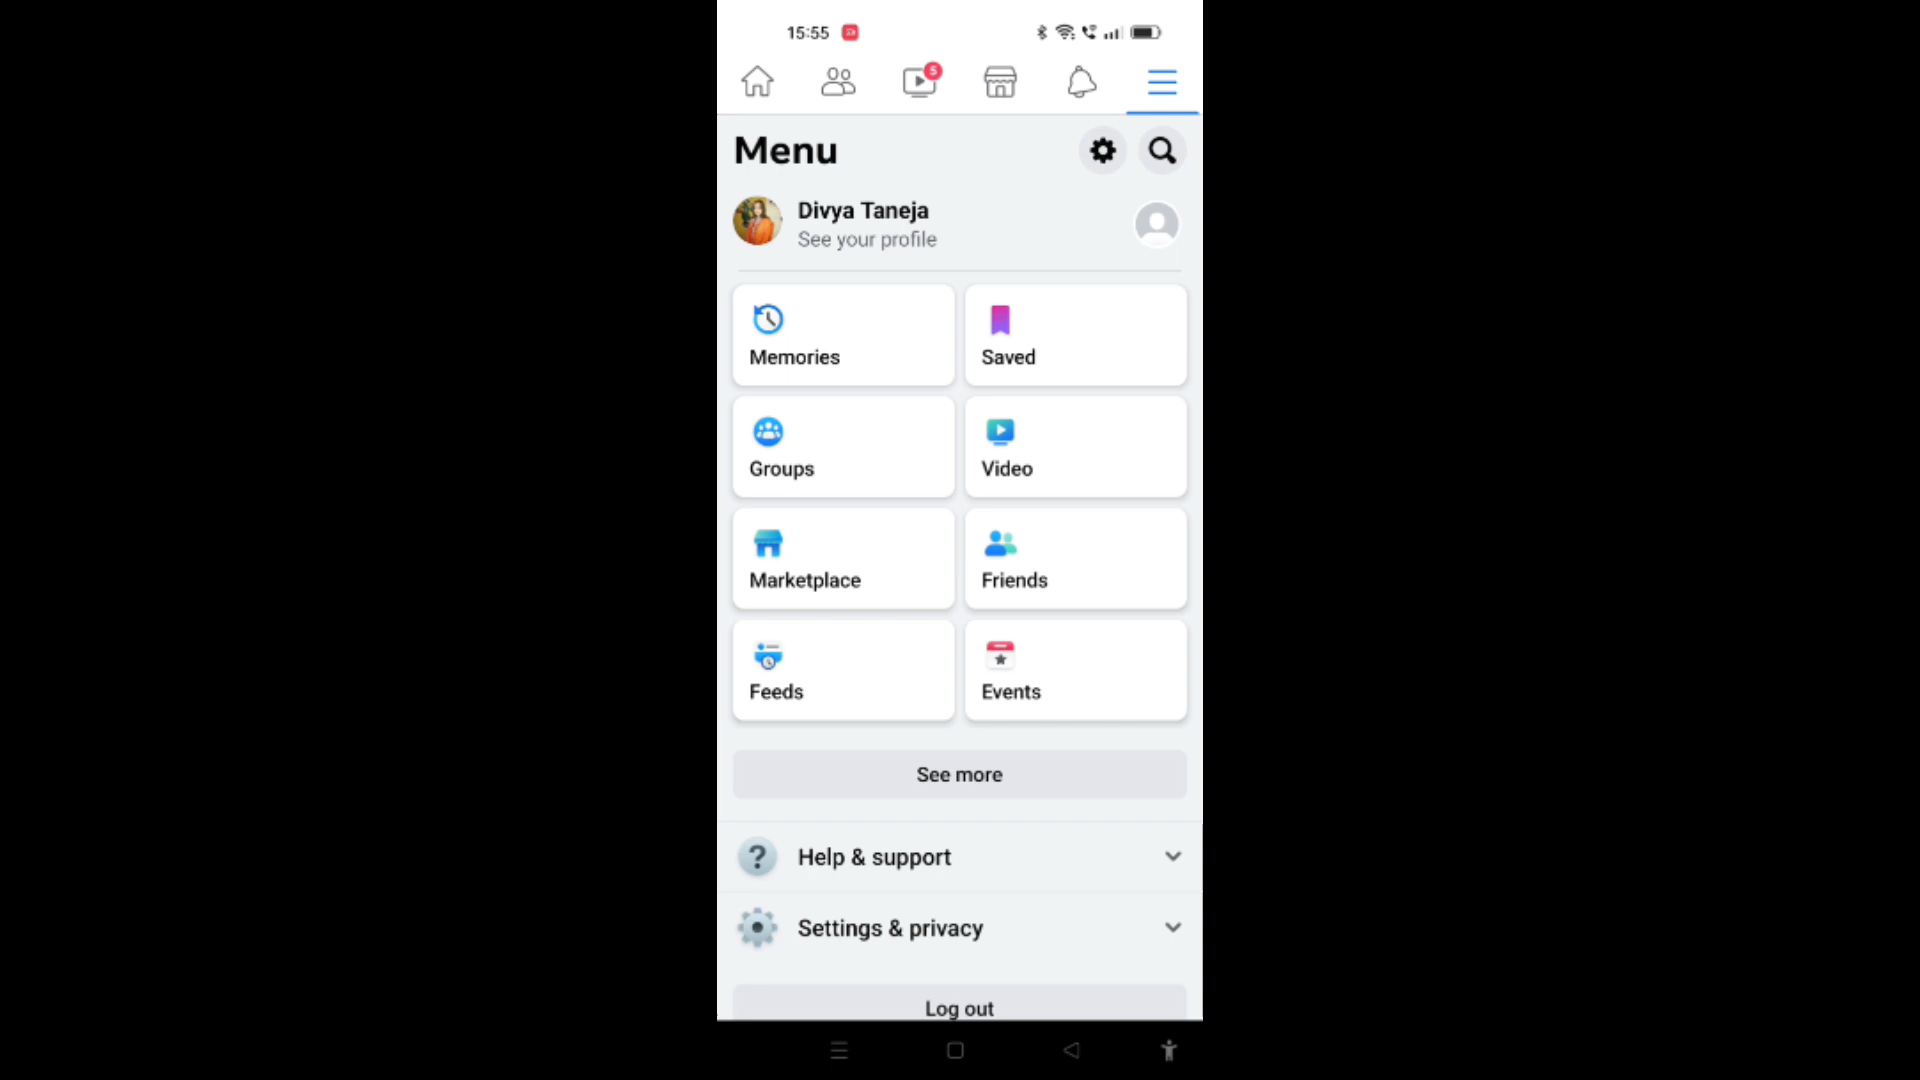 15:55
5
Menu
Divya Taneja
See your profile
Memories
Saved
Groups
Video
Marketplace
Friends
Feeds
Events
See more
? Help & support
Settings & privacy
Log out